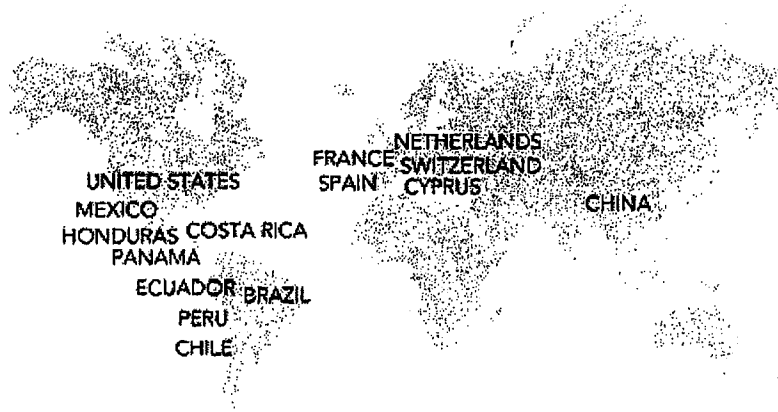 NETHERLANDS
FRANCE SWITZERLAND
SPAIN CYPRUS
UNITED STATES
CHINA
MEXICO
HONDURAS COSTA RICA
PANAMA
ECUADOR BRAZIL
PERU
CHILE